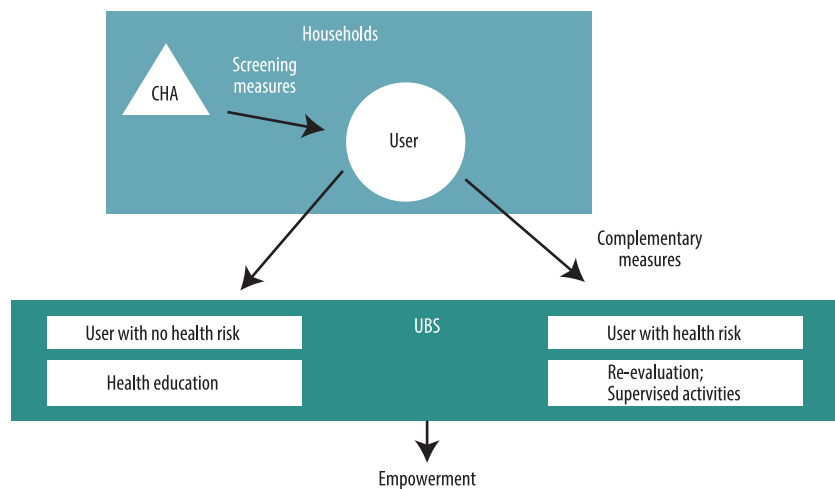 Households
Screening
measures
CHA
User
Complementary
measures
UBS
User with no health risk
Health education
User with health risk
Re-evaluation;
Supervised activities
Empowerment